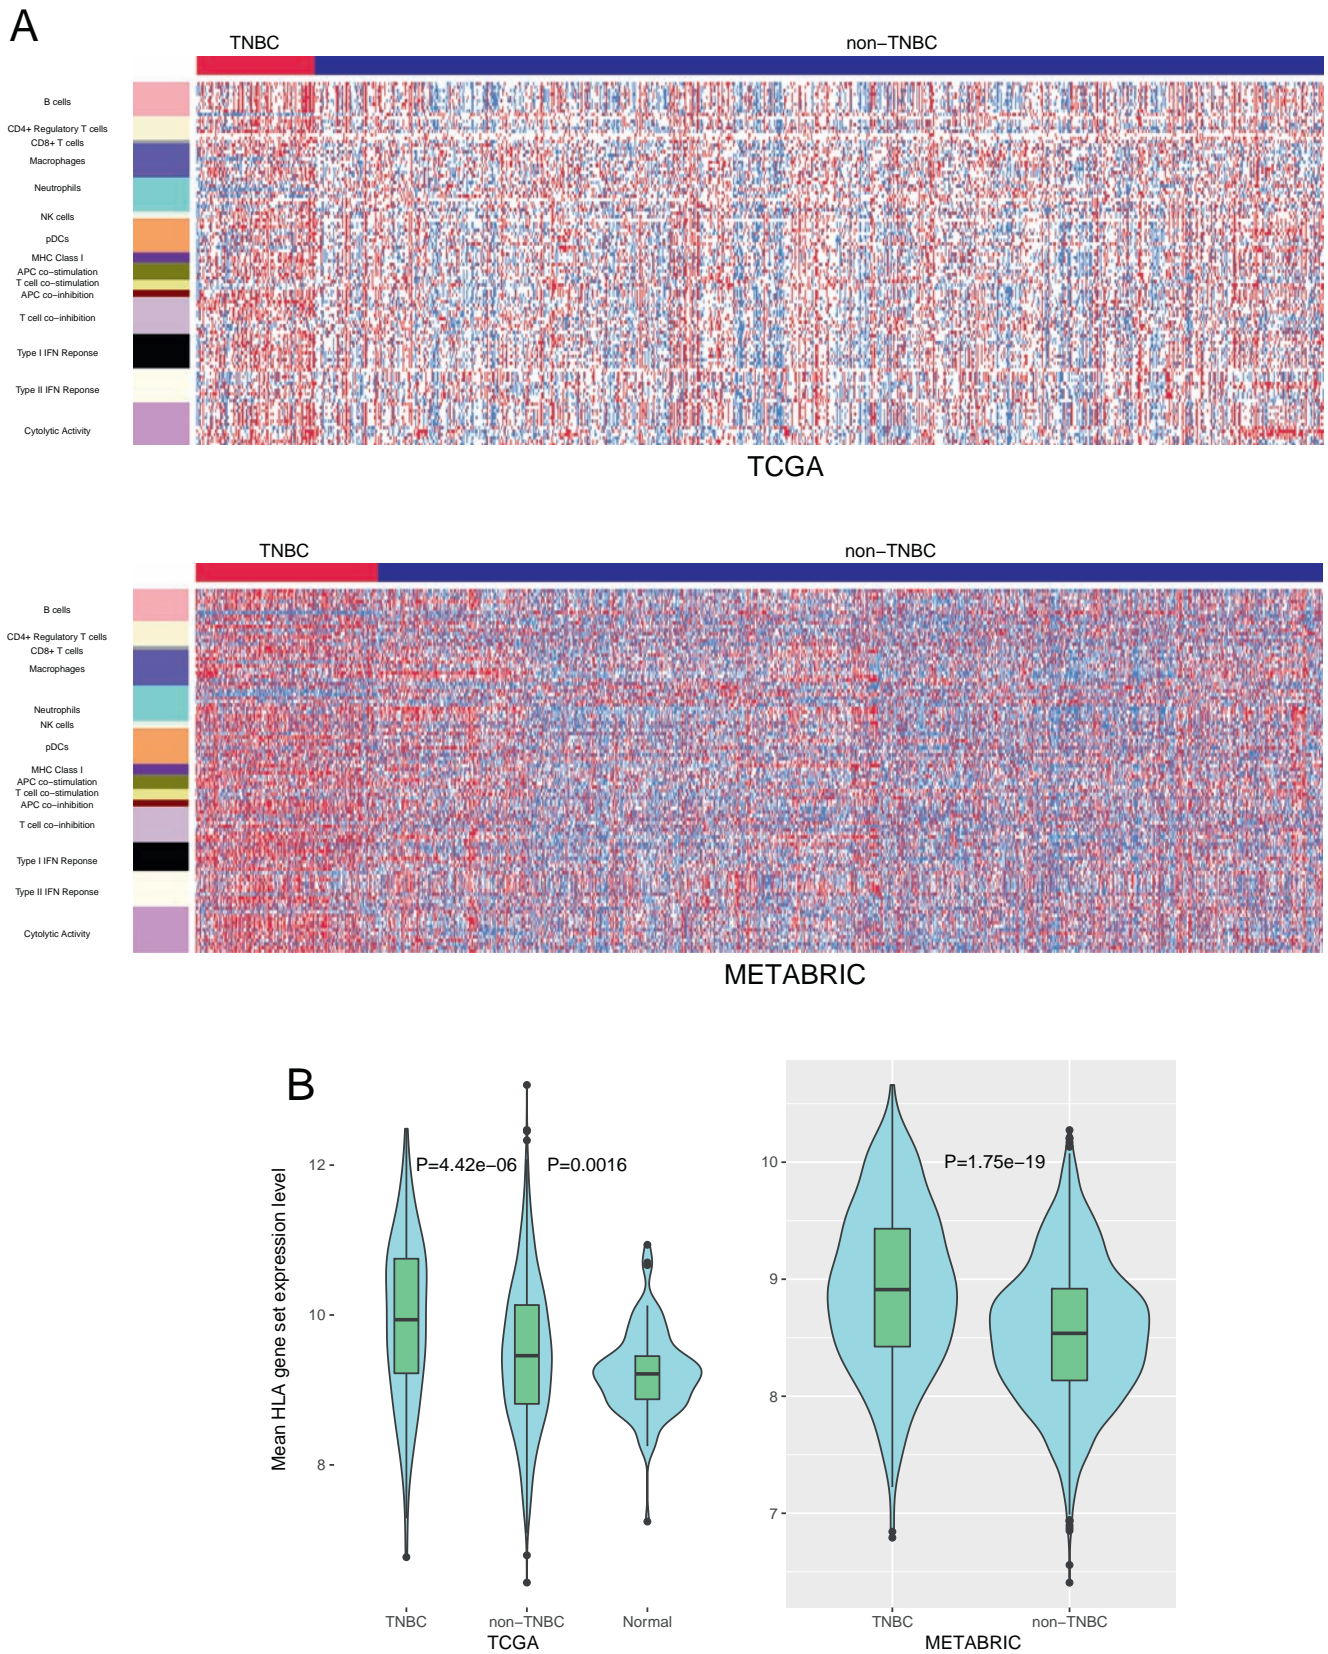 A
TNBC
non−TNBC
B cells
CD4+ Regulatory T cells
CD8+ T cells
Macrophages
Neutrophils
NK cells
pDCs
MHC Class I
APC co−stimulation
T cell co−stimulation
APC co−inhibition
T cell co−inhibition
Type I IFN Reponse
Type II IFN Reponse
Cytolytic Activity
TCGA
TNBC
non−TNBC
B cells
CD4+ Regulatory T cells
CD8+ T cells
Macrophages
Neutrophils
NK cells
pDCs
MHC Class I
APC co−stimulation
T cell co−stimulation
APC co−inhibition
T cell co−inhibition
Type I IFN Reponse
Type II IFN Reponse
Cytolytic Activity
METABRIC
B
Mean HLA gene set expression level
12
10
8
P=4.42e−06
P=0.0016
TNBC
non−TNBC
Normal
TCGA
10
9
8
7
P=1.75e−19
TNBC
non−TNBC
METABRIC